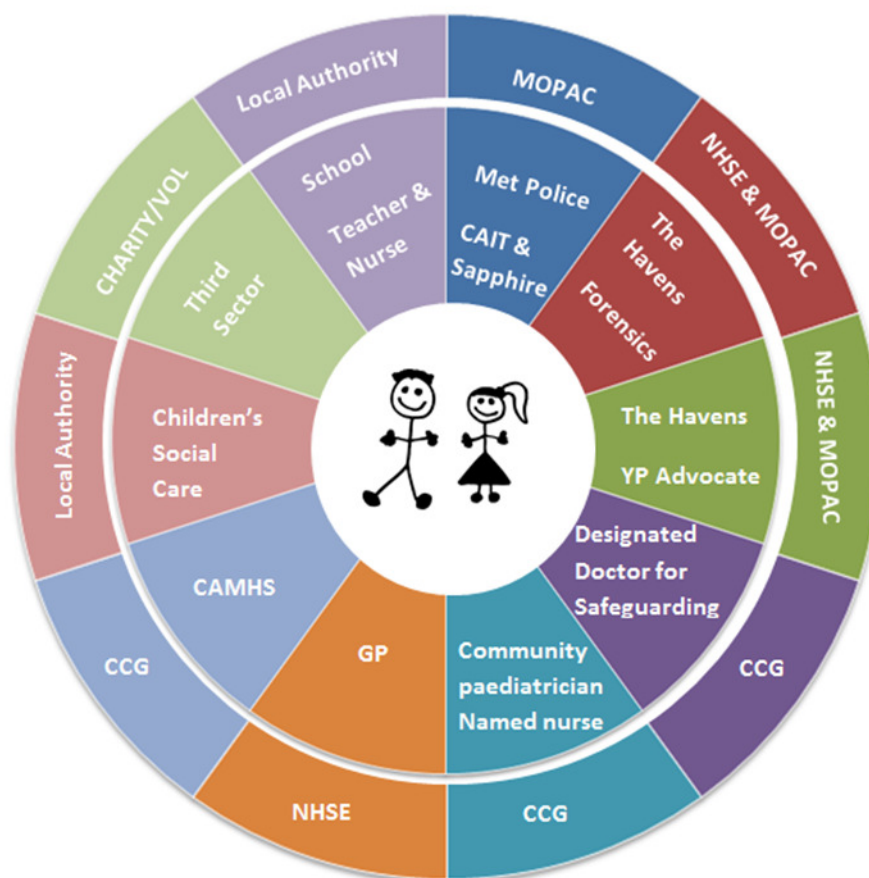 MOPAC
Met Police
CAIT &
Sapphire
NHSE & MOPAC
The
Havens
Forensics
NHSE & MOPAC
The Havens
YP Advocate
CCG
Designated
Doctor for
Safeguarding
CCG
Community
paediatrician
Named nurse
NHSE
GP
CCG
CAMHS
Local Authority
Children’s
Social
Care
CHARITY/VOL
Third
Sector
Local Authority
School
Teacher &
Nurse